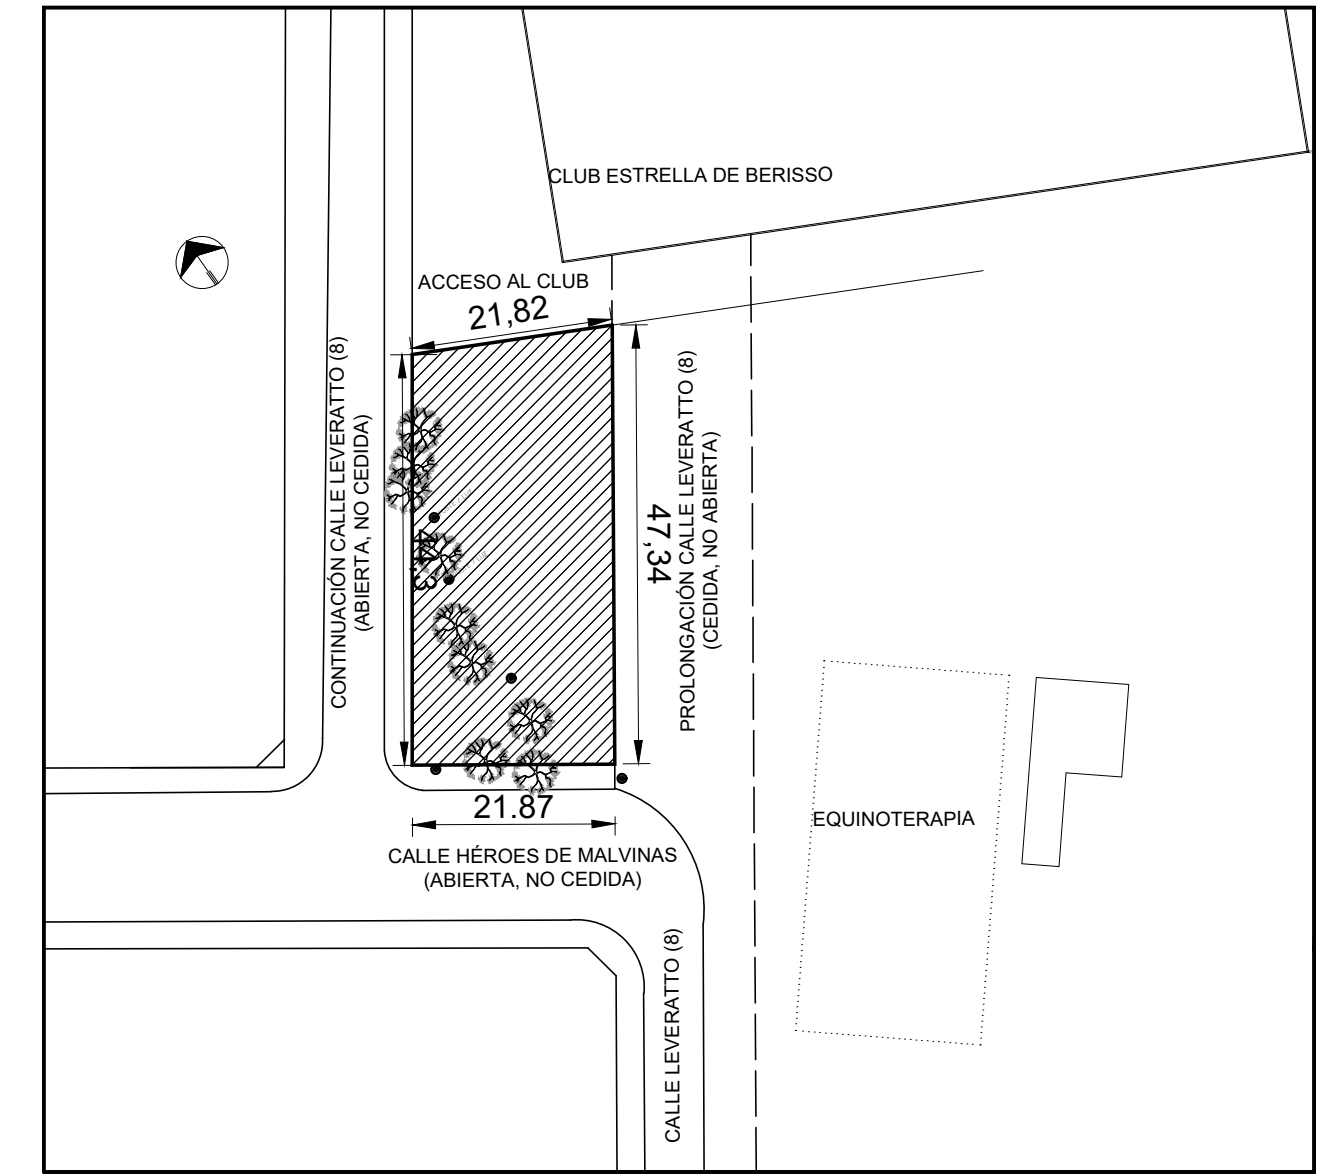 CLUB ESTRELLA DE BERISSO
ACCESO AL CLUB
21,82
CONTINUACIÓN CALLE LEVERATTO (8)
(ABIERTA, NO CEDIDA)
47,34
PROLONGACIÓN CALLE LEVERATTO (8)
(CEDIDA, NO ABIERTA)
21.87
CALLE HÉROES DE MALVINAS
(ABIERTA, NO CEDIDA)
EQUINOTERAPIA
CALLE LEVERATTO (8)